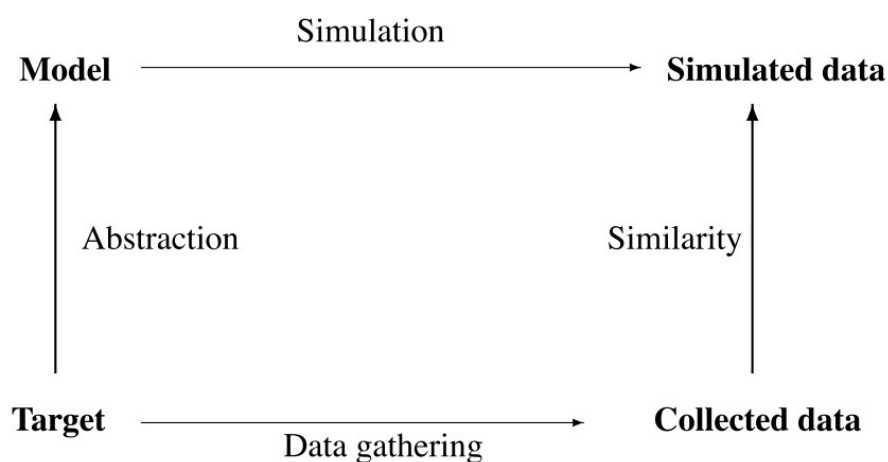 Simulation
Model
Simulated data
Abstraction
Similarity
Target
Collected data
Data gathering